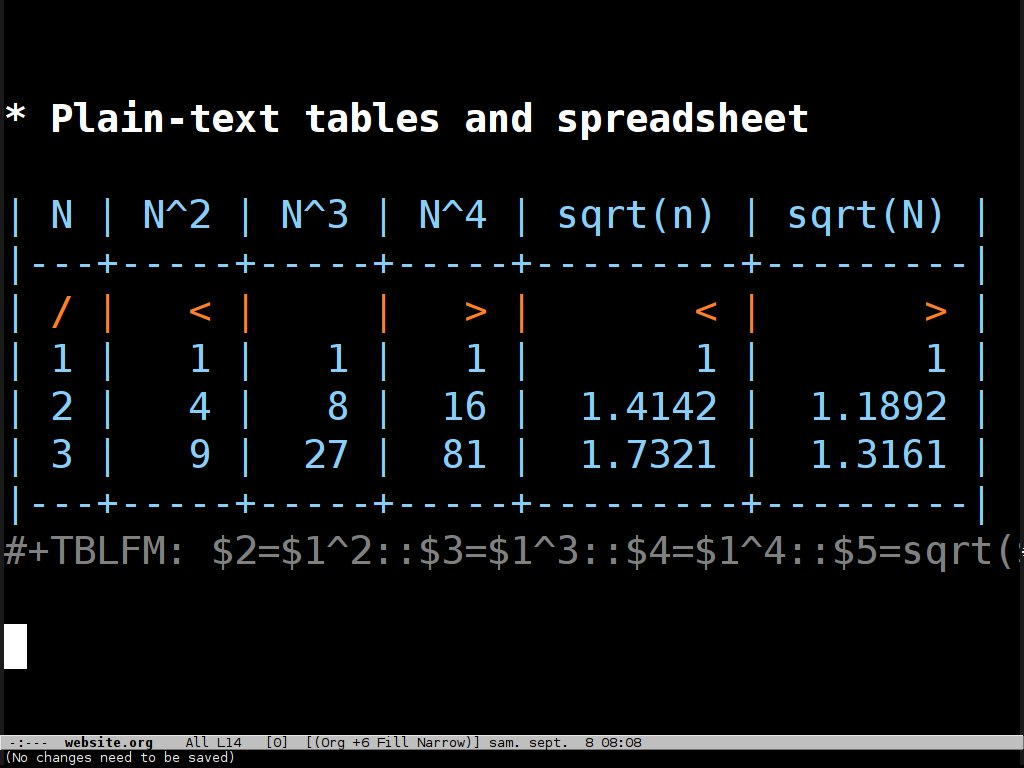 * Plain-text tables and spreadsheet
| N | N^2 | N^3 | N^4 | sqrt(n) | sqrt(N) |
|---+-----+-----+-----+---------+---------|
| / |   < |     |   > |       < |       > |
| 1 |   1 |   1 |   1 |       1 |       1 |
| 2 |   4 |   8 |  16 |  1.4142 |  1.1892 |
| 3 |   9 |  27 |  81 |  1.7321 |  1.3161 |
|---+-----+-----+-----+---------+---------|
#+TBLFM: $2=$1^2::$3=$1^3::$4=$1^4::$5=sqrt(
-:---  website.org    All L14   [0]  [(Org +6 Fill Narrow)] sam. sept.  8 08:08
(No changes need to be saved)